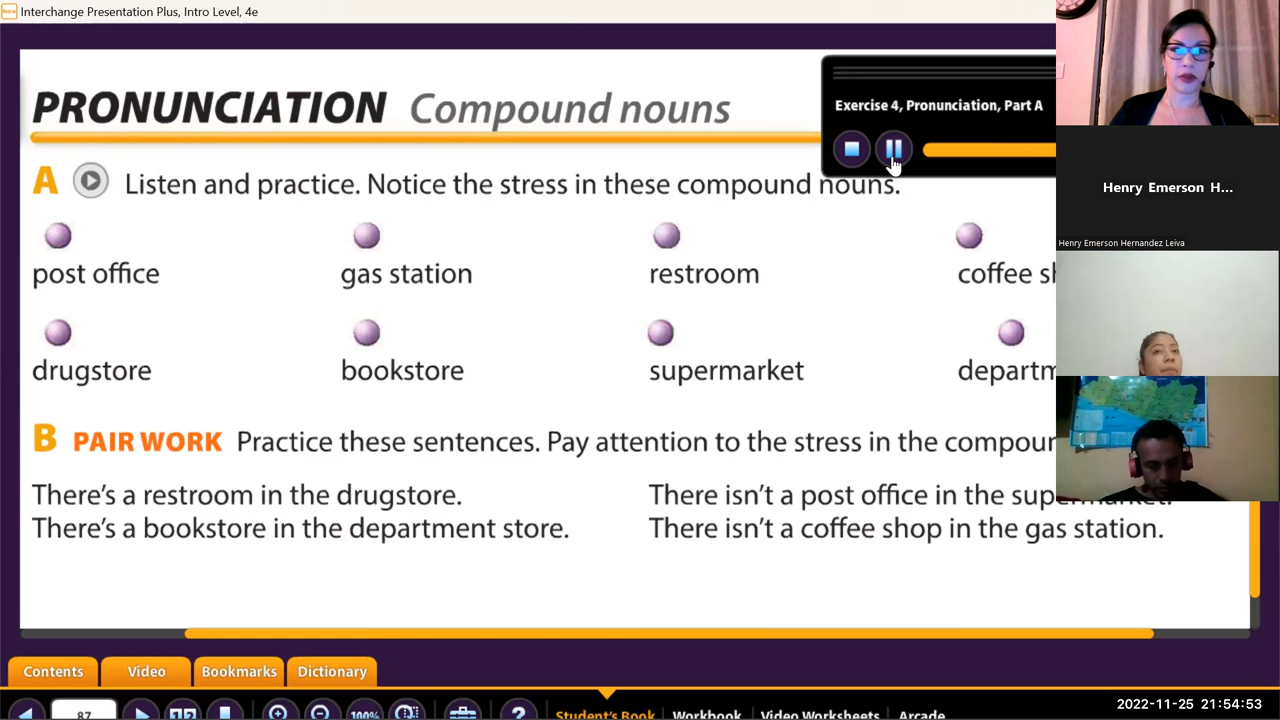 Interchange Presentation Plus, Intro Level, 4e
PRONUNCIATION Compound nouns
Exercise 4, Pronunciation, Part A
A Listen and practice. Notice the stress in these compound nouns.
post office gas station restroom coffee
drugstore bookstore supermarket
B PAIR WORK Practice these sentences. Pay attention to the stress in the
There's a restroom in the drugstore. There isn't a post office in the supermarket.
There's a bookstore in the department store. There isn't a coffee shop in the gas station.
Henry Emerson H...
Henry Emerson Hernandez Leiva
Contents Video Bookmarks Dictionary
87 100% ? Student's Book Workbook Video Worksheets Arcade
2022-11-25 21:54:53